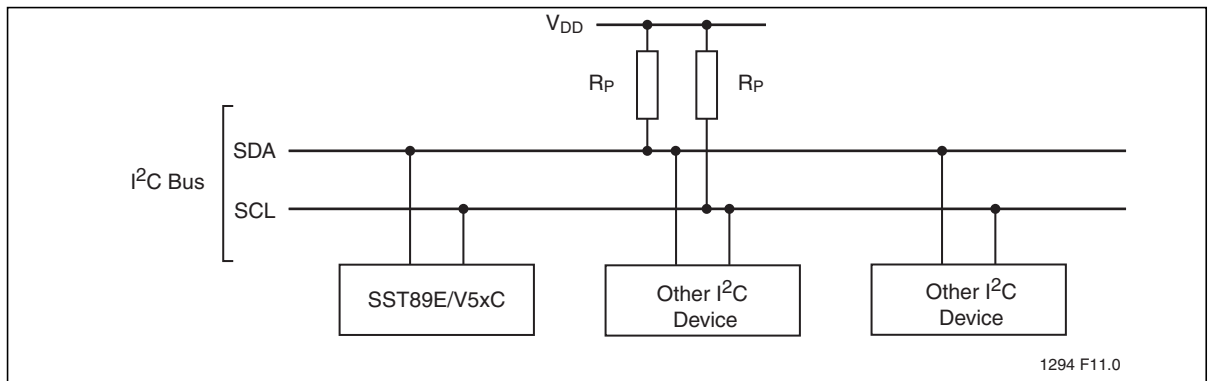 VDD
RP RP
SDA
I2C Bus
SCL
SST89E/V5xC
Other I2C
Device
Other I2C
Device
1294 F11.0